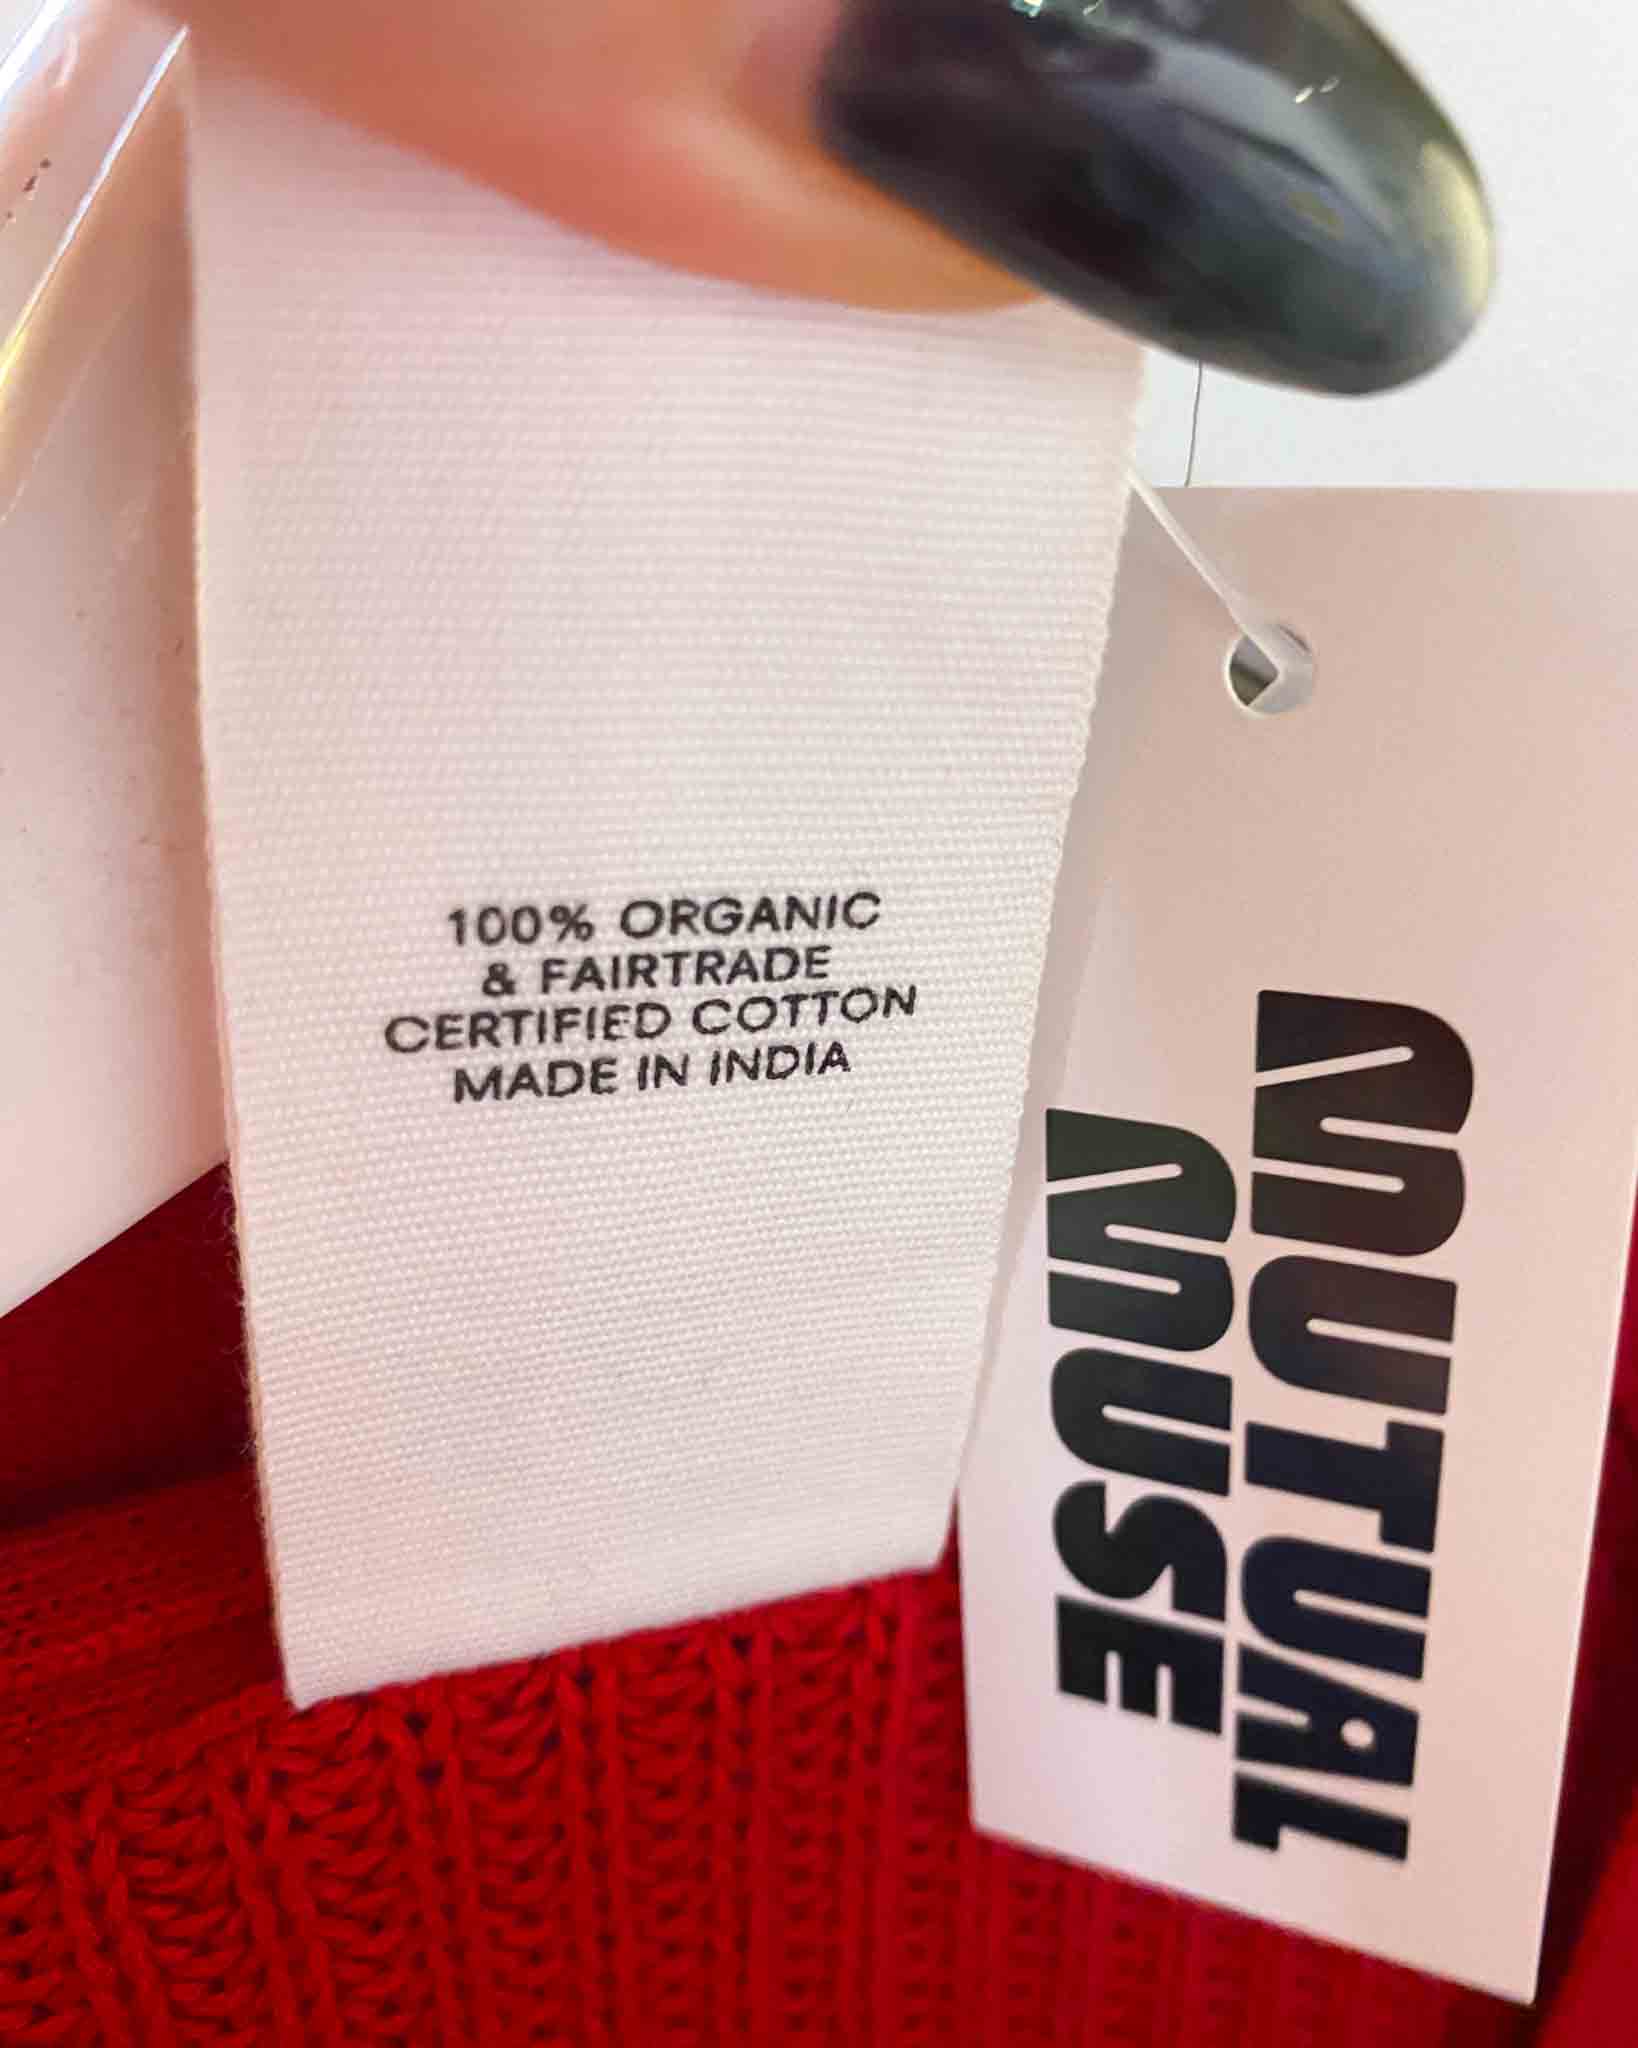 100% ORGANIC
& FAIRTRADE
CERTIFIED COTTON
MADE IN INDIA
MUTUAL
MUSE